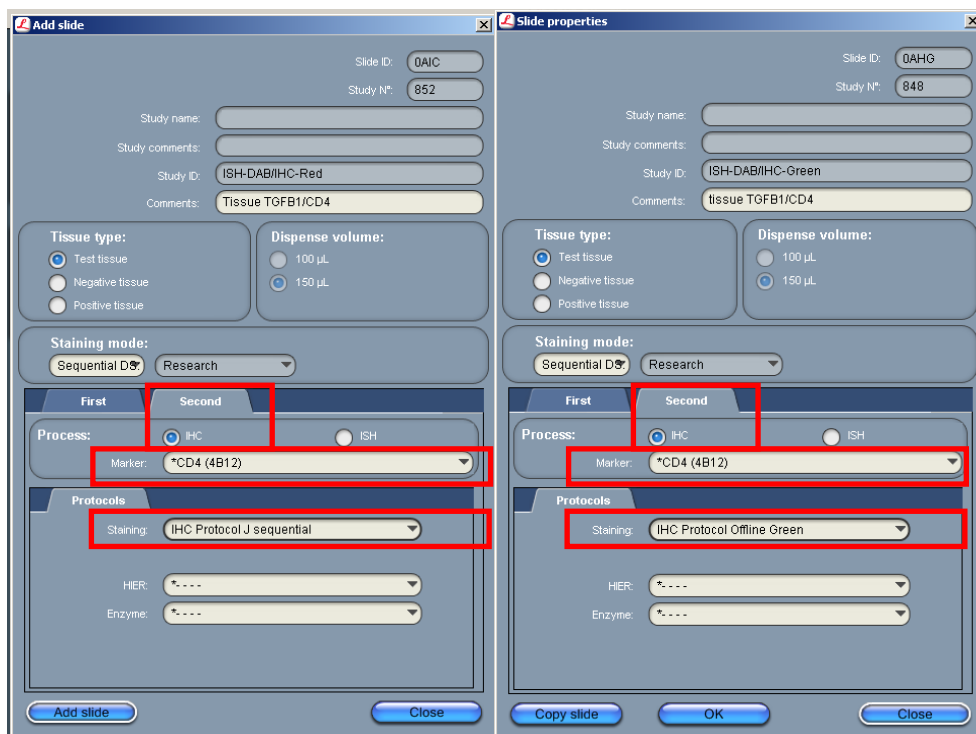 Add slide
Slide ID: 0AIC
Study N°: 852
Study name:
Study comments:
Study ID: ISH-DAB/IHC-Red
Comments: Tissue TGFB1/CD4
Tissue type:
Test tissue
Negative tissue
Positive tissue
Dispense volume:
100 µL
150 µL
Staining mode:
Sequential DS Research
First Second
Process: IHC ISH
Marker: *CD4 (4B12)
Protocols
Staining: IHC Protocol J sequential
HIER: *- - - -
Enzyme: *- - - -
Add slide Close
Slide properties
Slide ID: 0AHG
Study N°: 848
Study name:
Study comments:
Study ID: ISH-DAB/IHC-Green
Comments: tissue TGFB1/CD4
Tissue type:
Test tissue
Negative tissue
Positive tissue
Dispense volume:
100 µL
150 µL
Staining mode:
Sequential DS Research
First Second
Process: IHC ISH
Marker: *CD4 (4B12)
Protocols
Staining: IHC Protocol Offline Green
HIER: *- - - -
Enzyme: *- - - -
Copy slide OK Close